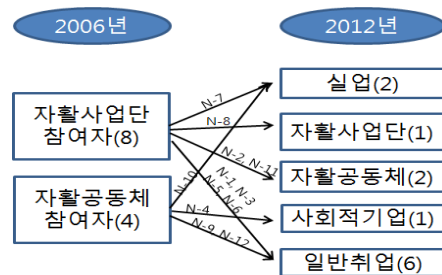 2006년
2012년
자활사업단
참여자(8)
자활공동체
참여자(4)
N-7
N-8
N-2, N-11
N-10
N-1, N-3
N-5, N-6
N-4
N-9, N-12
실업(2)
자활사업단(1)
자활공동체(2)
사회적기업(1)
일반취업(6)